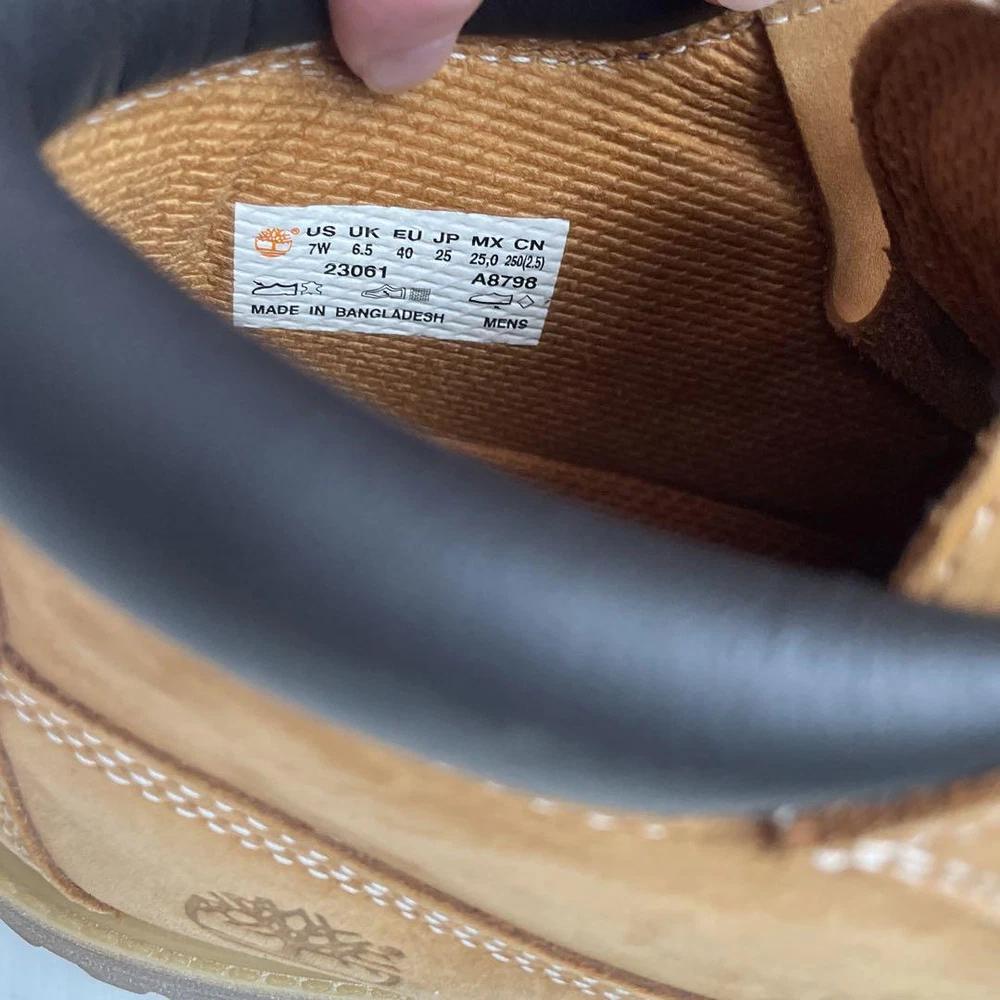 ® US UK EU JP MX CN
7W 6.5 40 25 25,0 250(2.5)
23061 A8798
MADE IN BANGLADESH MENS